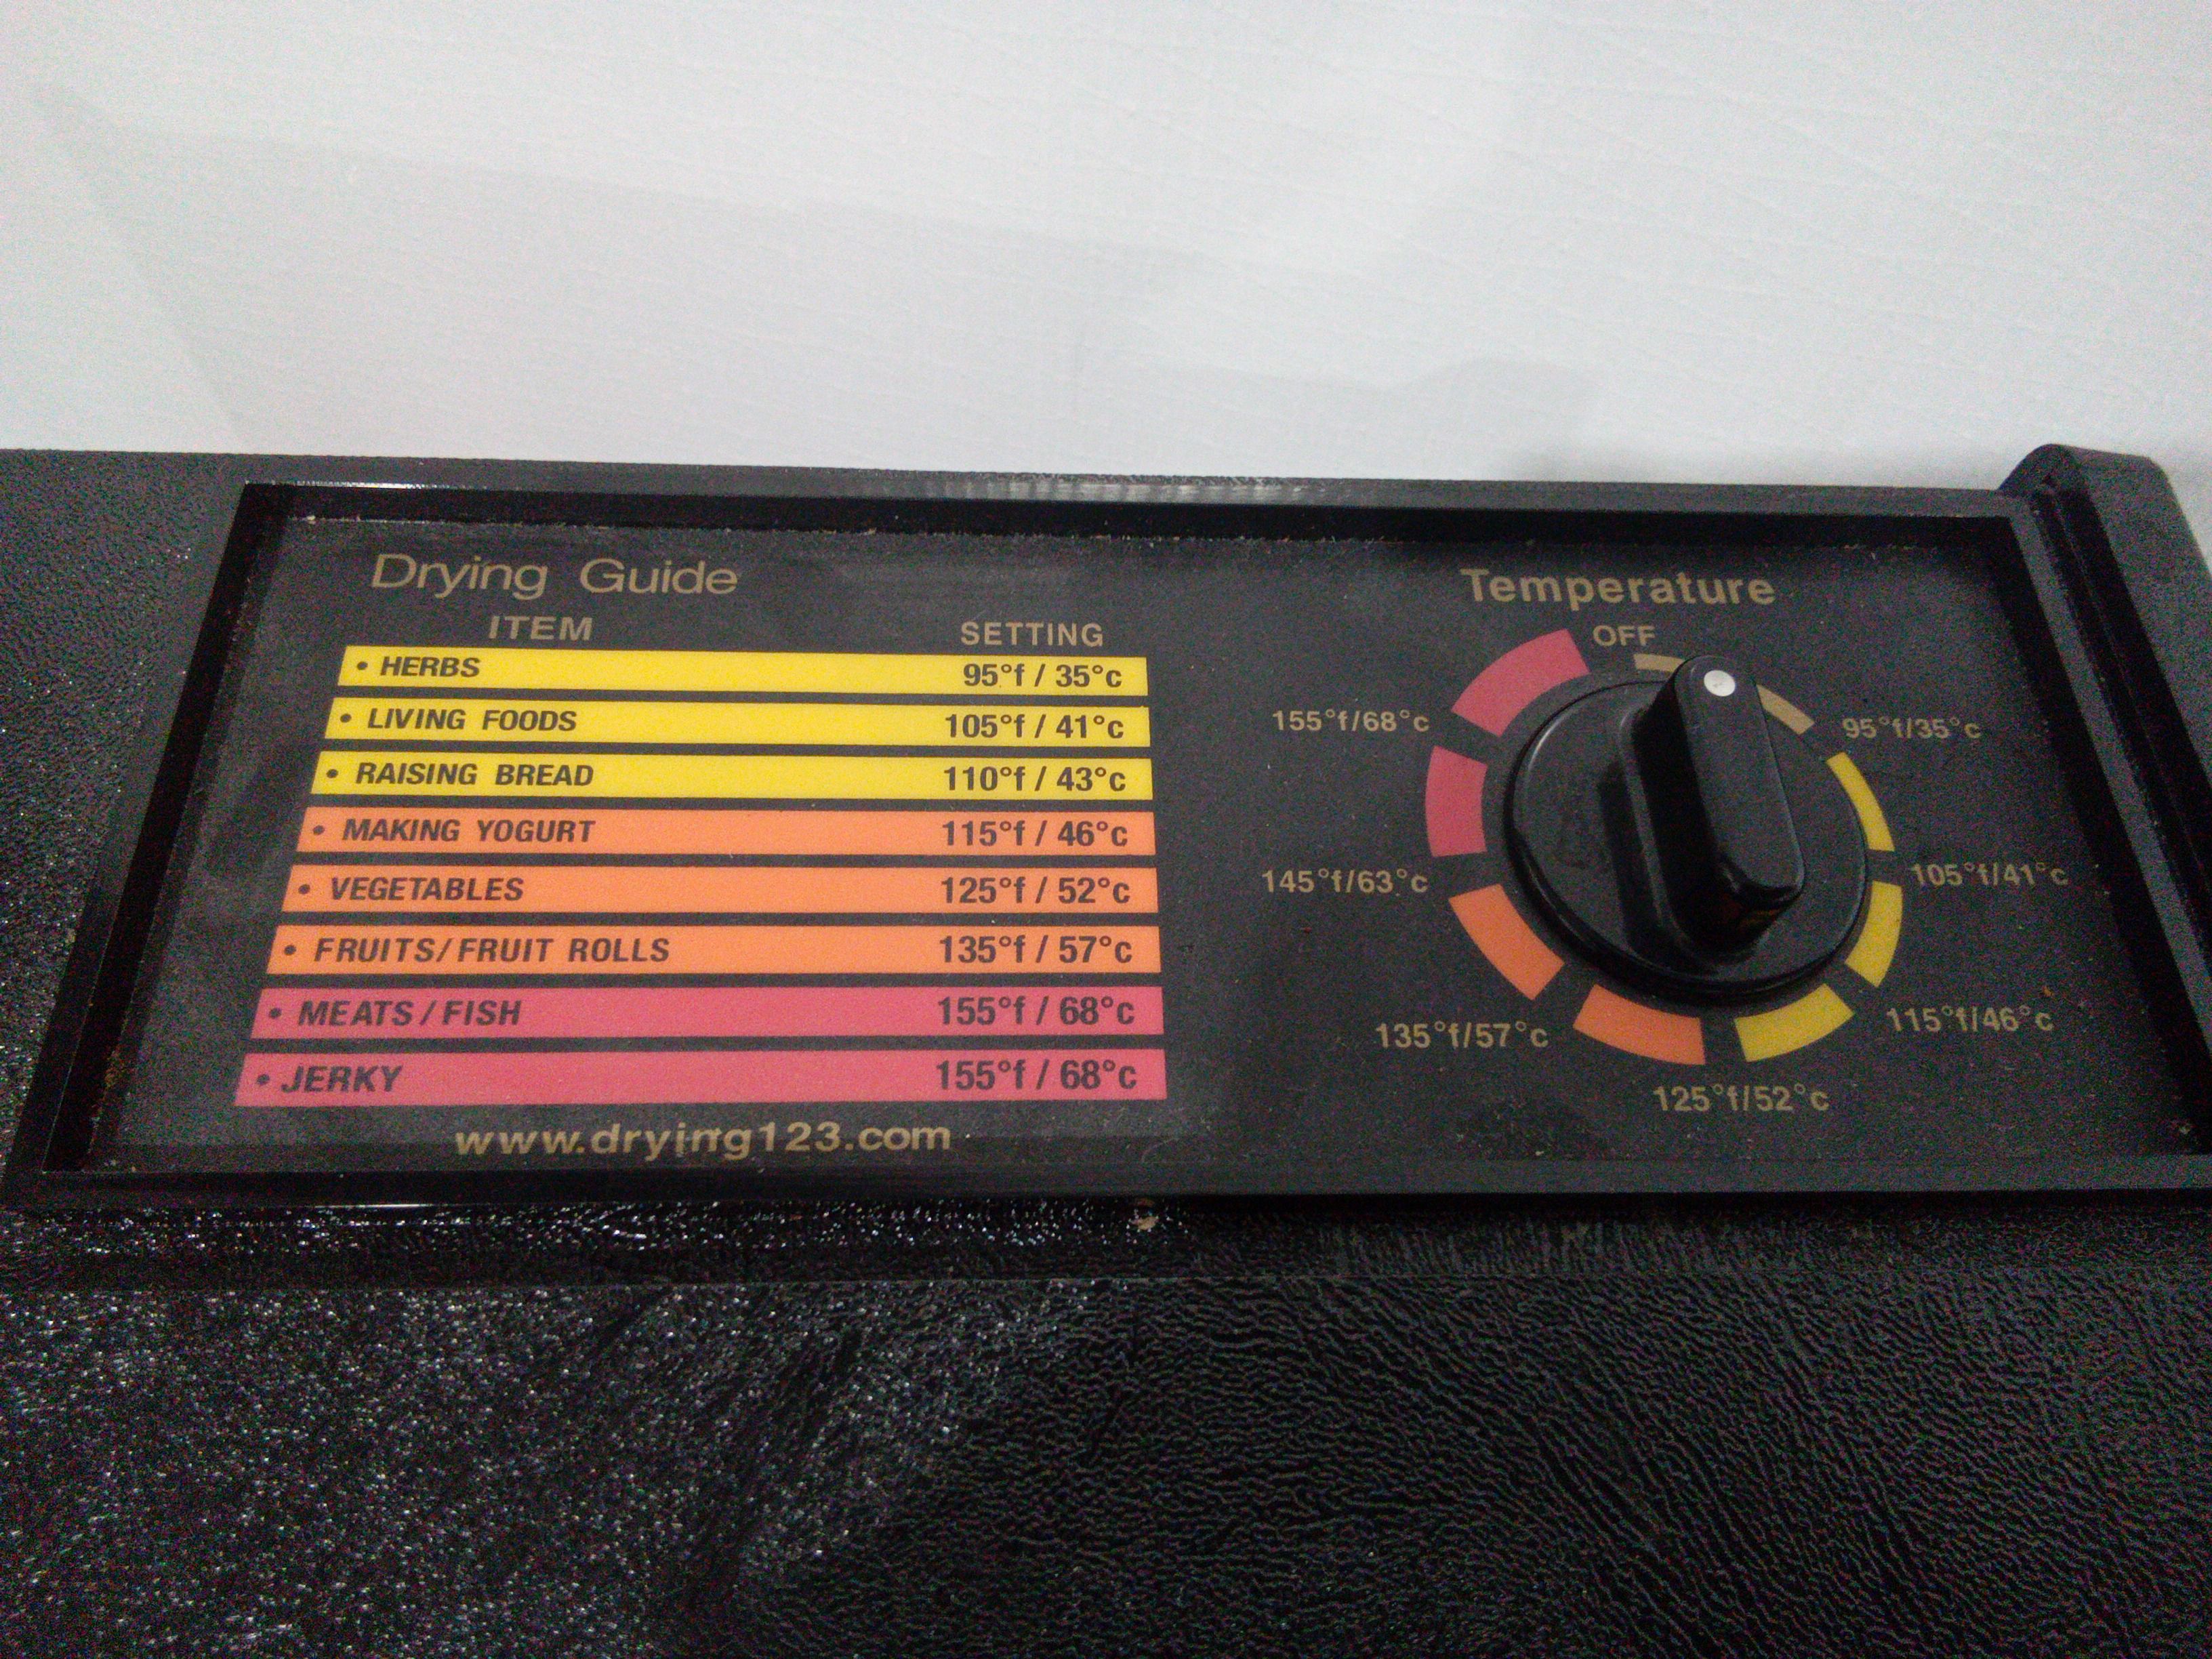 Drying Guide
ITEM SETTING
• HERBS 95°f / 35°c
• LIVING FOODS 105°f / 41°c
• RAISING BREAD 110°f / 43°c
• MAKING YOGURT 115°f / 46°c
• VEGETABLES 125°f / 52°c
• FRUITS/FRUIT ROLLS 135°f / 57°c
• MEATS/FISH 155°f / 68°c
• JERKY 155°f / 68°c
www.drying123.com
Temperature
OFF
95°f/35°c
105°f/41°c
115°f/46°c
125°f/52°c
135°f/57°c
145°f/63°c
155°f/68°c